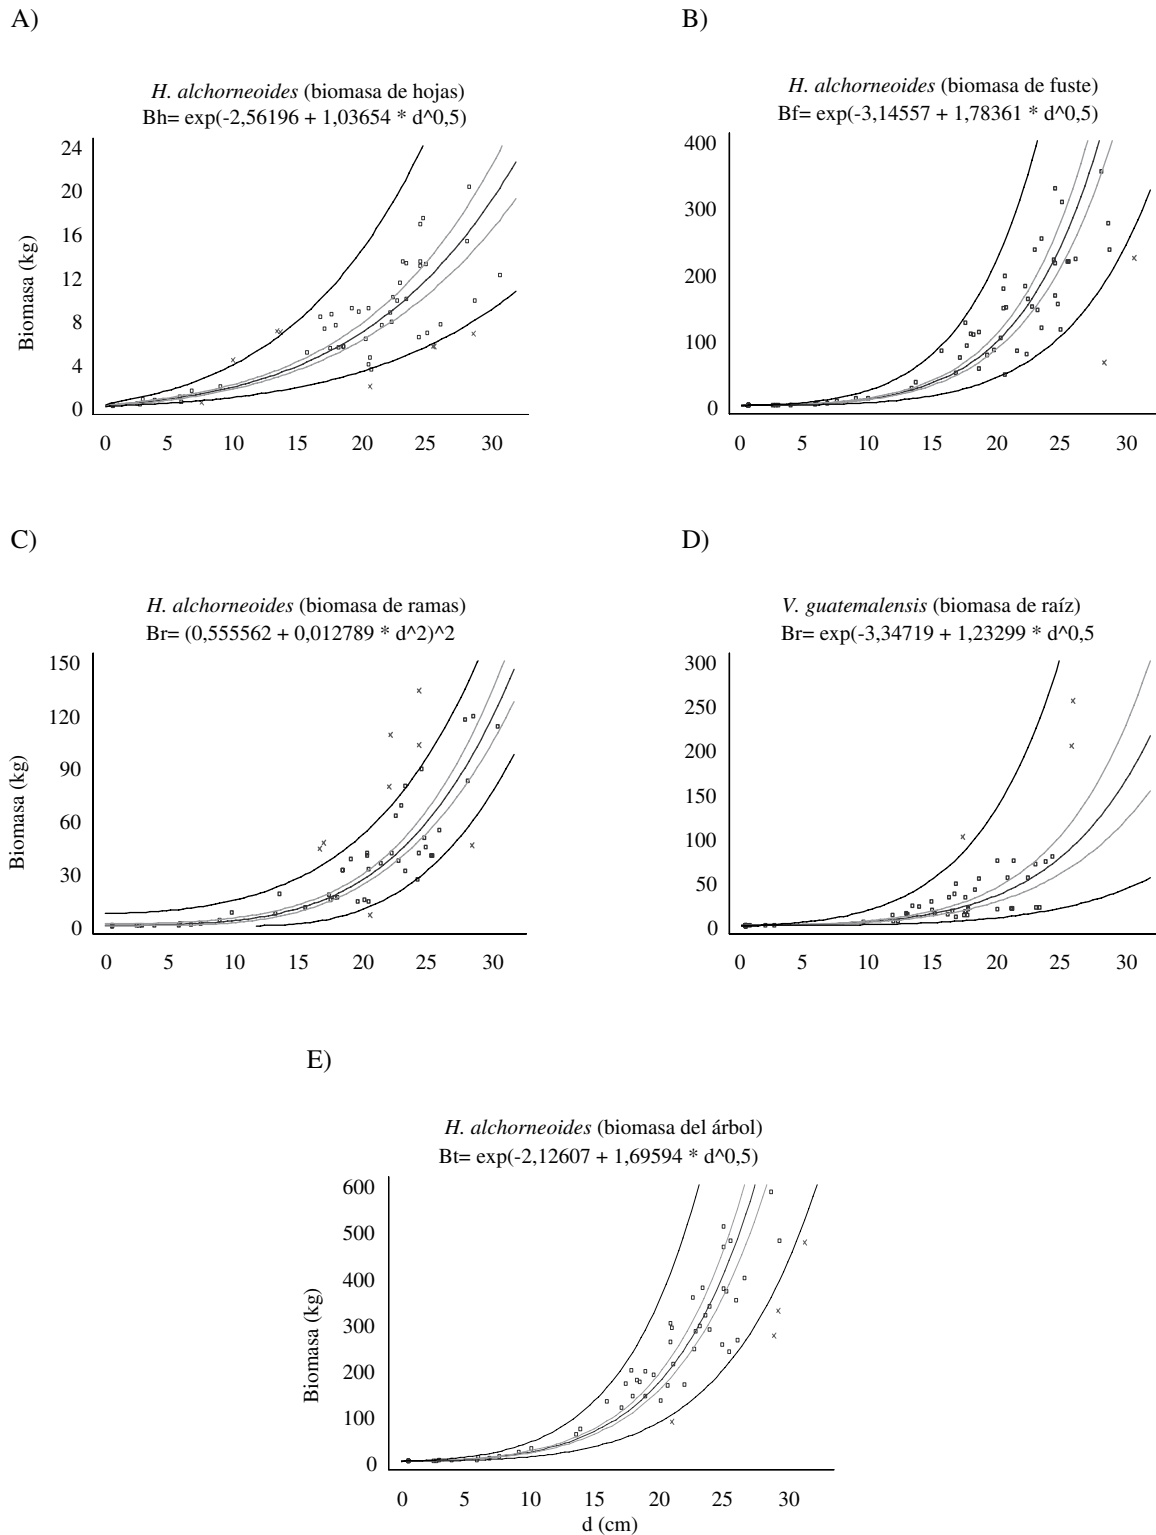 A)
H. alchorneoides (biomasa de hojas)
Bh= exp(-2,56196 + 1,03654 * d^0,5)
Biomasa (kg)
24
20
16
12
8
4
0
0 5 10 15 20 25 30
B)
H. alchorneoides (biomasa de fuste)
Bf= exp(-3,14557 + 1,78361 * d^0,5)
400
300
200
100
0
0 5 10 15 20 25 30
C)
H. alchorneoides (biomasa de ramas)
Br= (0,555562 + 0,012789 * d^2)^2
Biomasa (kg)
150
120
90
60
30
0
0 5 10 15 20 25 30
D)
V. guatemalensis (biomasa de raíz)
Br= exp(-3,34719 + 1,23299 * d^0,5
300
250
200
150
100
50
0
0 5 10 15 20 25 30
E)
H. alchorneoides (biomasa del árbol)
Bt= exp(-2,12607 + 1,69594 * d^0,5)
Biomasa (kg)
600
500
400
300
200
100
0
0 5 10 15 20 25 30
d (cm)